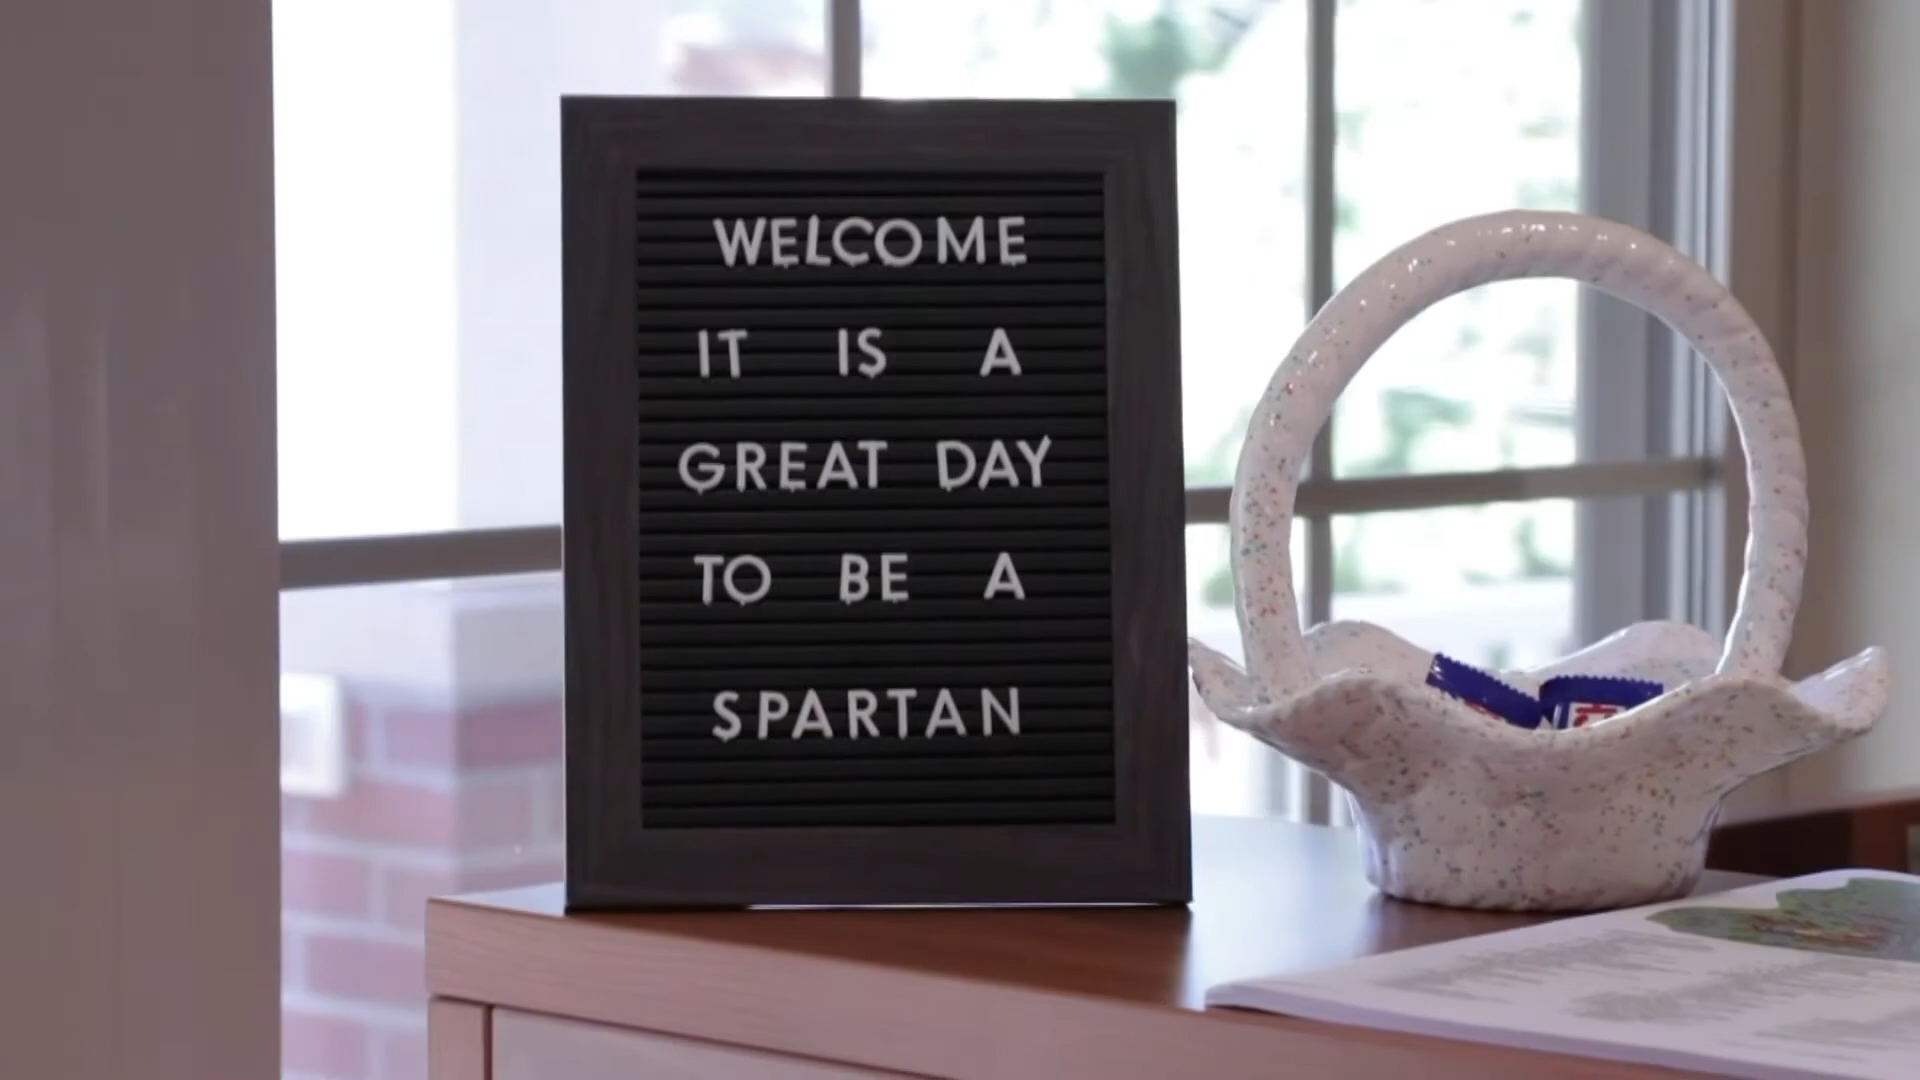 WELCOME
IT IS A
GREAT DAY
TO BE A
SPARTAN